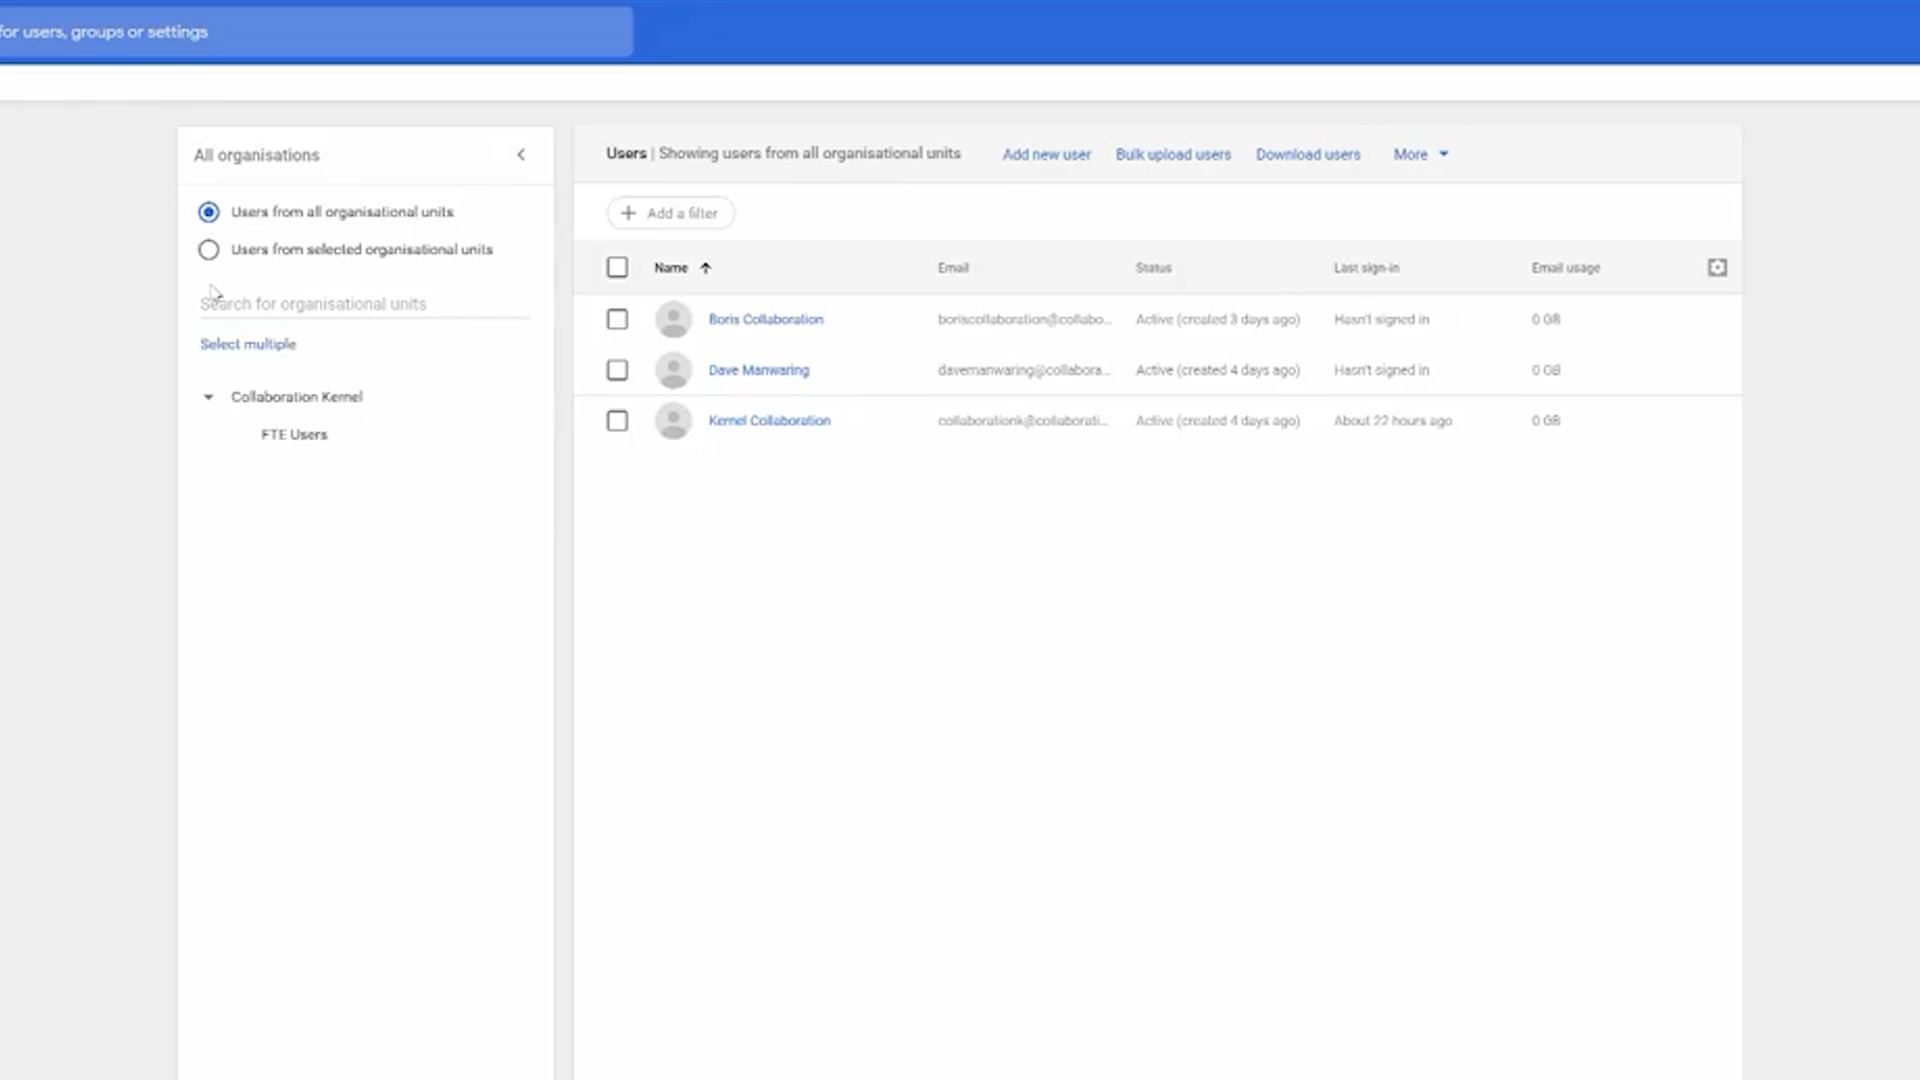 for users, groups or settings
All organisations
Users from all organisational units
Users from selected organisational units
Search for organisational units
Select multiple
Collaboration Kernel
FTE Users
Users | Showing users from all organisational units Add new user Bulk upload users Download users More
Add a filter
Name Email Status Last sign-in Email usage
Boris Collaboration boriscollaboration@collabo... Active (created 3 days ago) Hasn't signed in 0 GB
Dave Manwaring davemanwaring@collabora... Active (created 4 days ago) Hasn't signed in 0 GB
Kernel Collaboration collaborationk@collaborati... Active (created 4 days ago) About 22 hours ago 0 GB